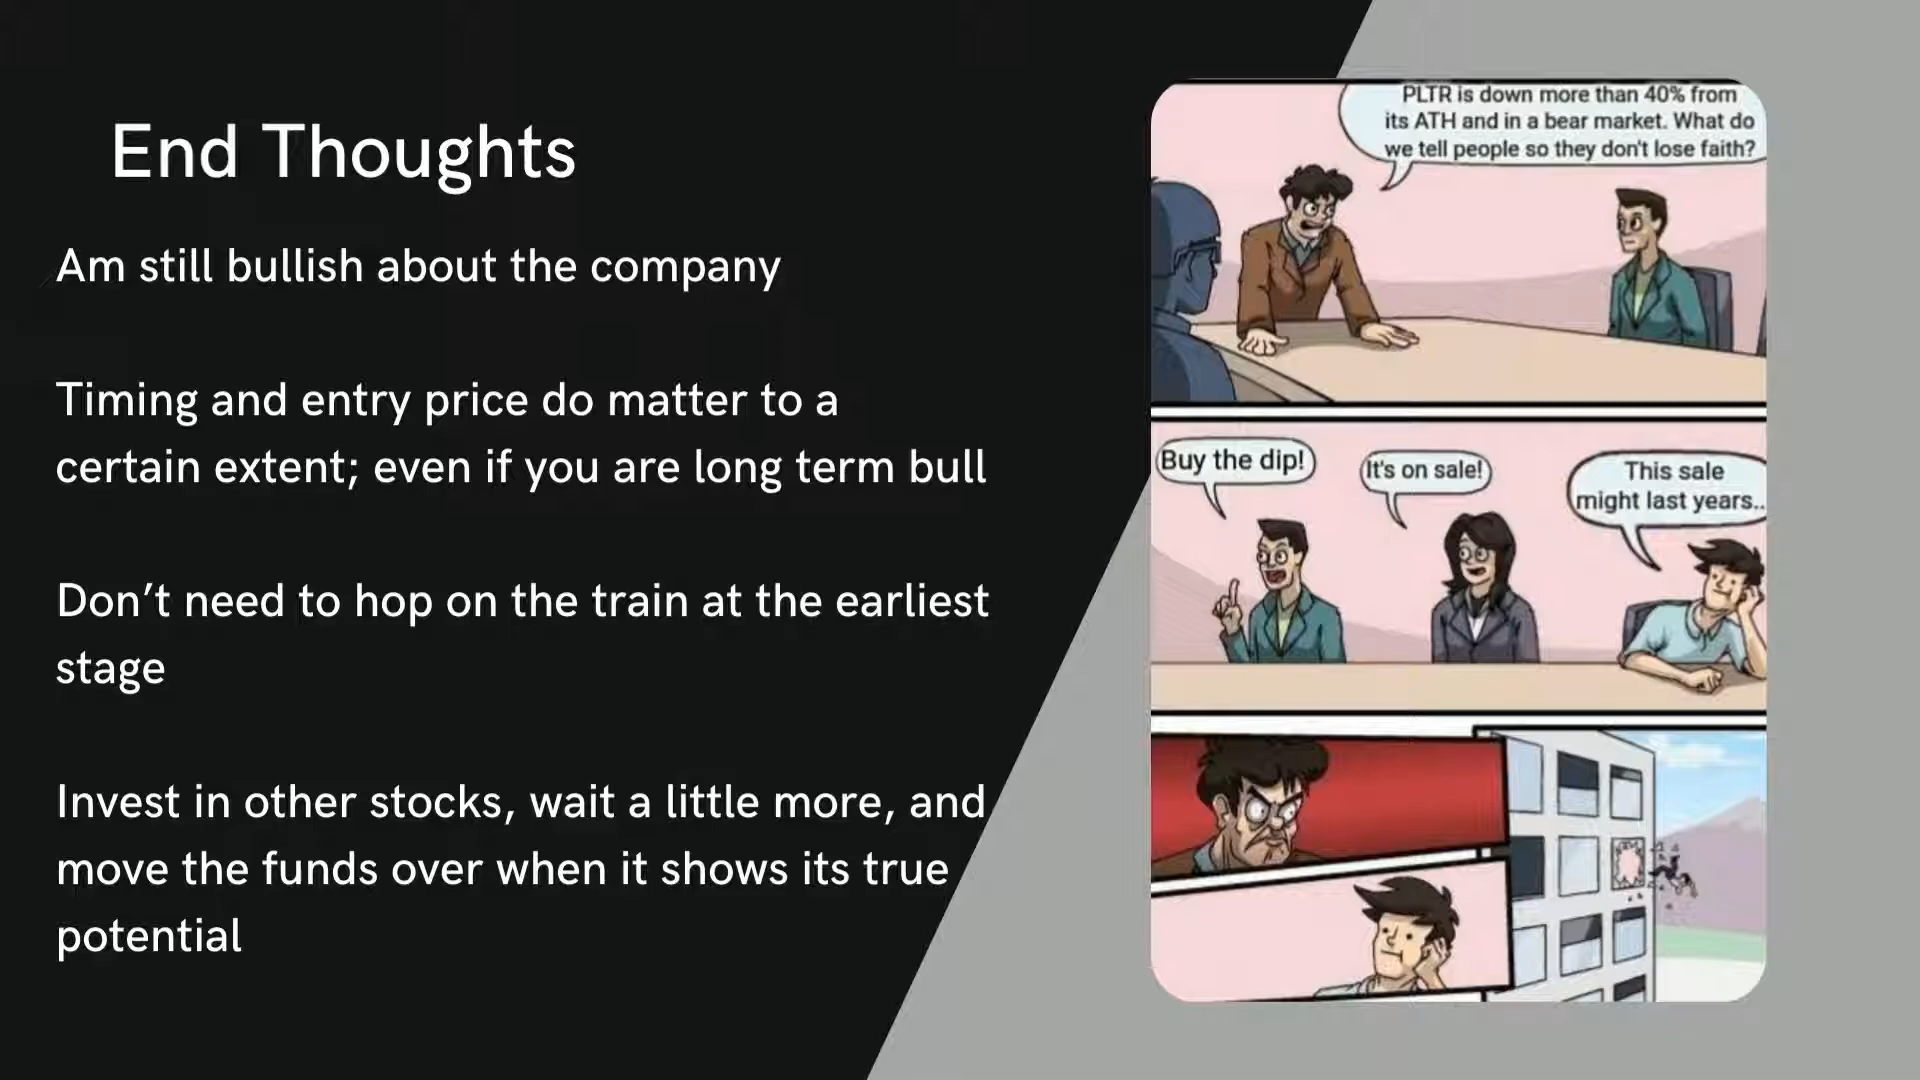 End Thoughts
Am still bullish about the company
Timing and entry price do matter to a
certain extent; even if you are long term bull
Don’t need to hop on the train at the earliest
stage
Invest in other stocks, wait a little more, and
move the funds over when it shows its true
potential
PLTR is down more than 40% from
its ATH and in a bear market. What do
we tell people so they don't lose faith?
Buy the dip!
It's on sale!
This sale
might last years..